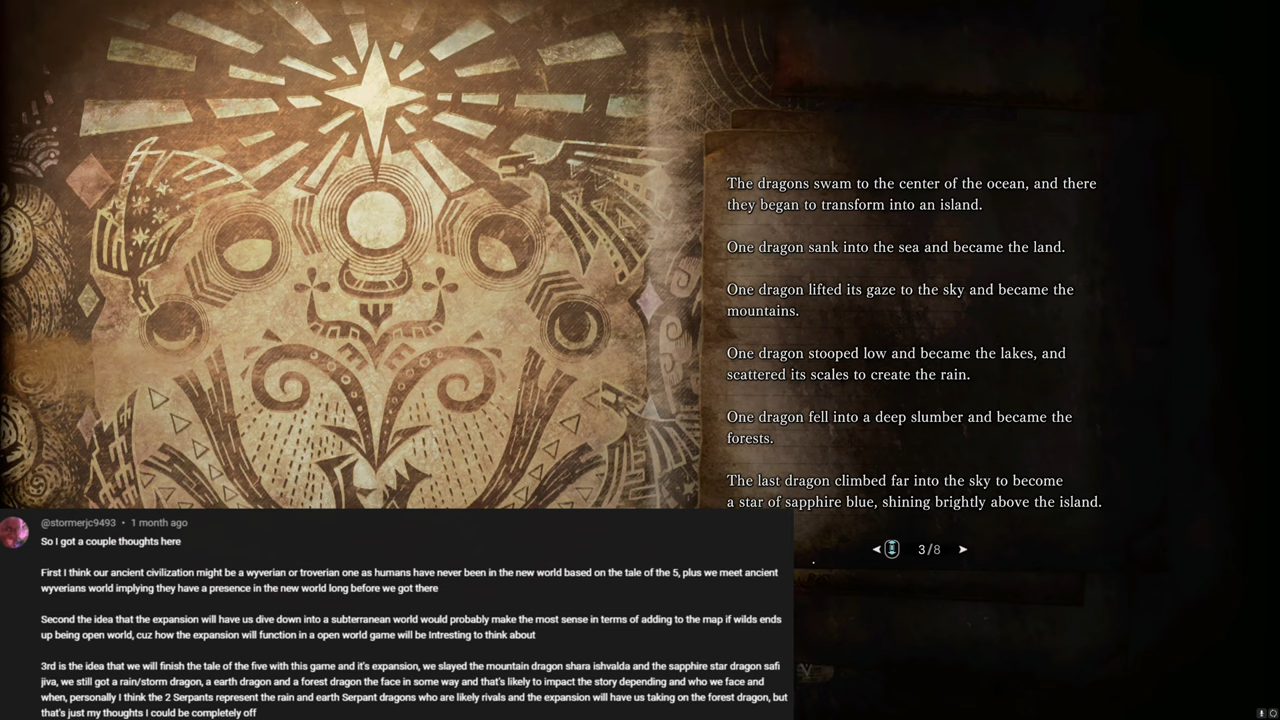 The dragons swam to the center of the ocean, and there
they began to transform into an island.
One dragon sank into the sea and became the land.
One dragon lifted its gaze to the sky and became the
mountains.
One dragon stooped low and became the lakes, and
scattered its scales to create the rain.
One dragon fell into a deep slumber and became the
forests.
The last dragon climbed far into the sky to become
a star of sapphire blue, shining brightly above the island.
3/8
@stormerjc9493 • 1 month ago
So I got a couple thoughts here
First I think our ancient civilization might be a wyverian or troverian one as humans have never been in the new world based on the tale of the 5, plus we meet ancient
wyverians world implying they have a presence in the new world long before we got there
Second the idea that the expansion will have us dive down into a subterranean world would probably make the most sense in terms of adding to the map if wilds ends
up being open world, cuz how the expansion will function in a open world game will be Intresting to think about
3rd is the idea that we will finish the tale of the five with this game and it's expansion, we slayed the mountain dragon shara ishvalda and the sapphire star dragon safi
jiva, we still got a rain/storm dragon, a earth dragon and a forest dragon the face in some way and that's likely to impact the story depending and who we face and
when, personally I think the 2 Serpants represent the rain and earth Serpant dragons who are likely rivals and the expansion will have us taking on the forest dragon, but
that's just my thoughts I could be completely off